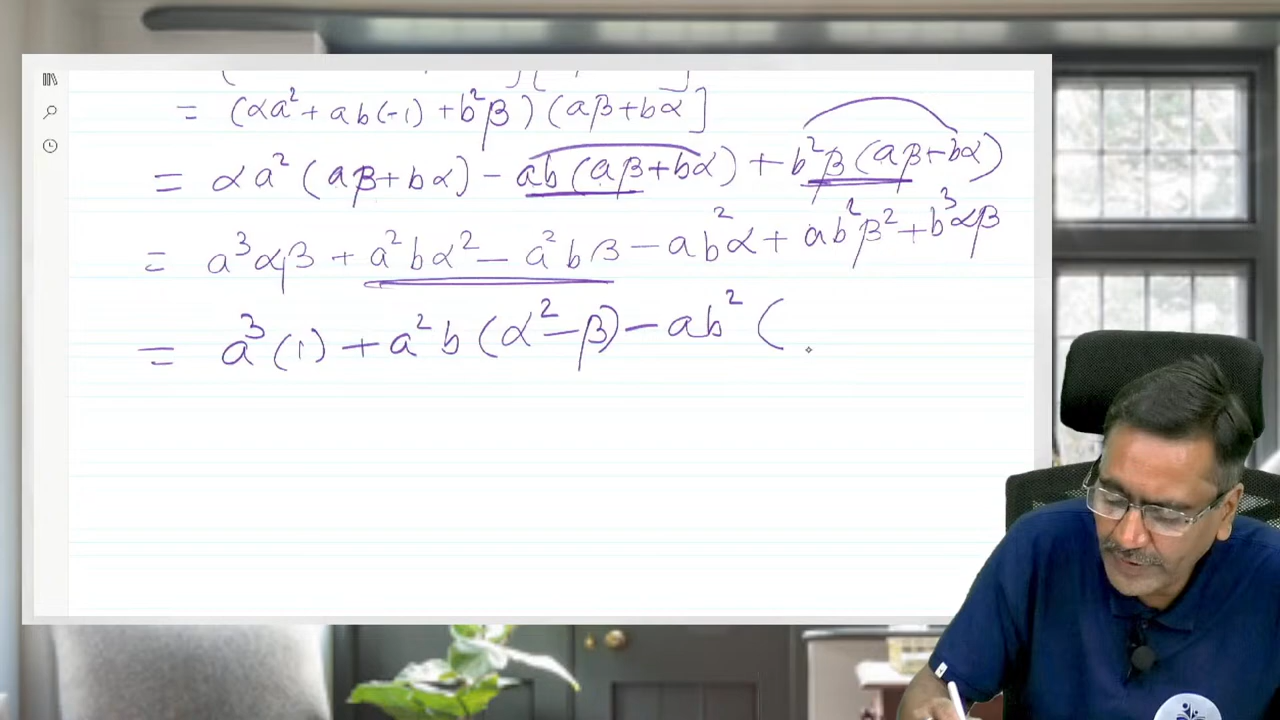 = (αa² + ab(-1) + b²β) (aβ+bα]
= αa² (aβ+bα) - ab (aβ+bα) + b²β (aβ+bα)
= a³αβ + a²bα² - a²bβ - ab²α + ab²β² + b³αβ
= a³(1) + a²b (α²-β) - ab² (